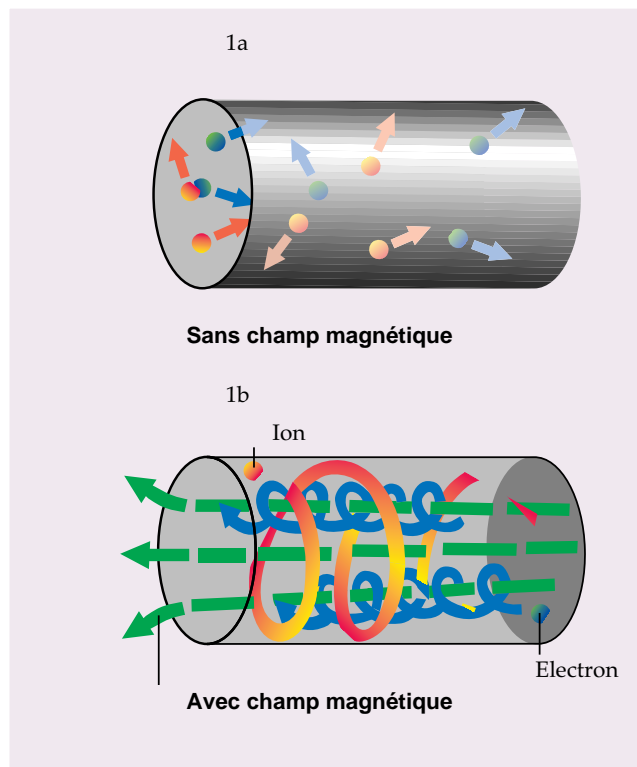 1a
Sans champ magnétique
1b
Ion
Electron
Avec champ magnétique